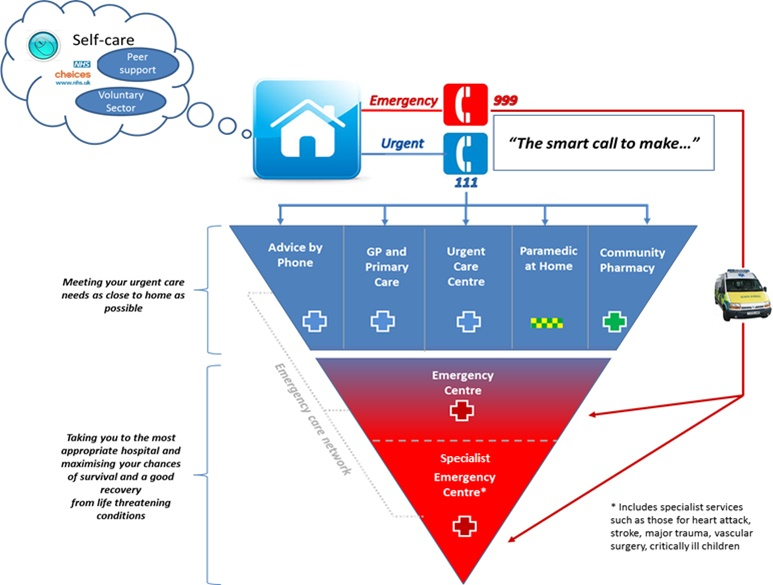 Self-care
Peer
support
NHS
choices
www.nhs.uk
Voluntary
Sector
Emergency
999
Urgent
111
“The smart call to make…”
Advice by
Phone
GP and
Primary
Care
Urgent
Care
Centre
Paramedic
at Home
Community
Pharmacy
Meeting your urgent care
needs as close to home as
possible
Emergency care network
Emergency
Centre
Taking you to the most
appropriate hospital and
maximising your chances
of survival and a good
recovery
from life threatening
conditions
Specialist
Emergency
Centre*
* Includes specialist services
such as those for heart attack,
stroke, major trauma, vascular
surgery, critically ill children